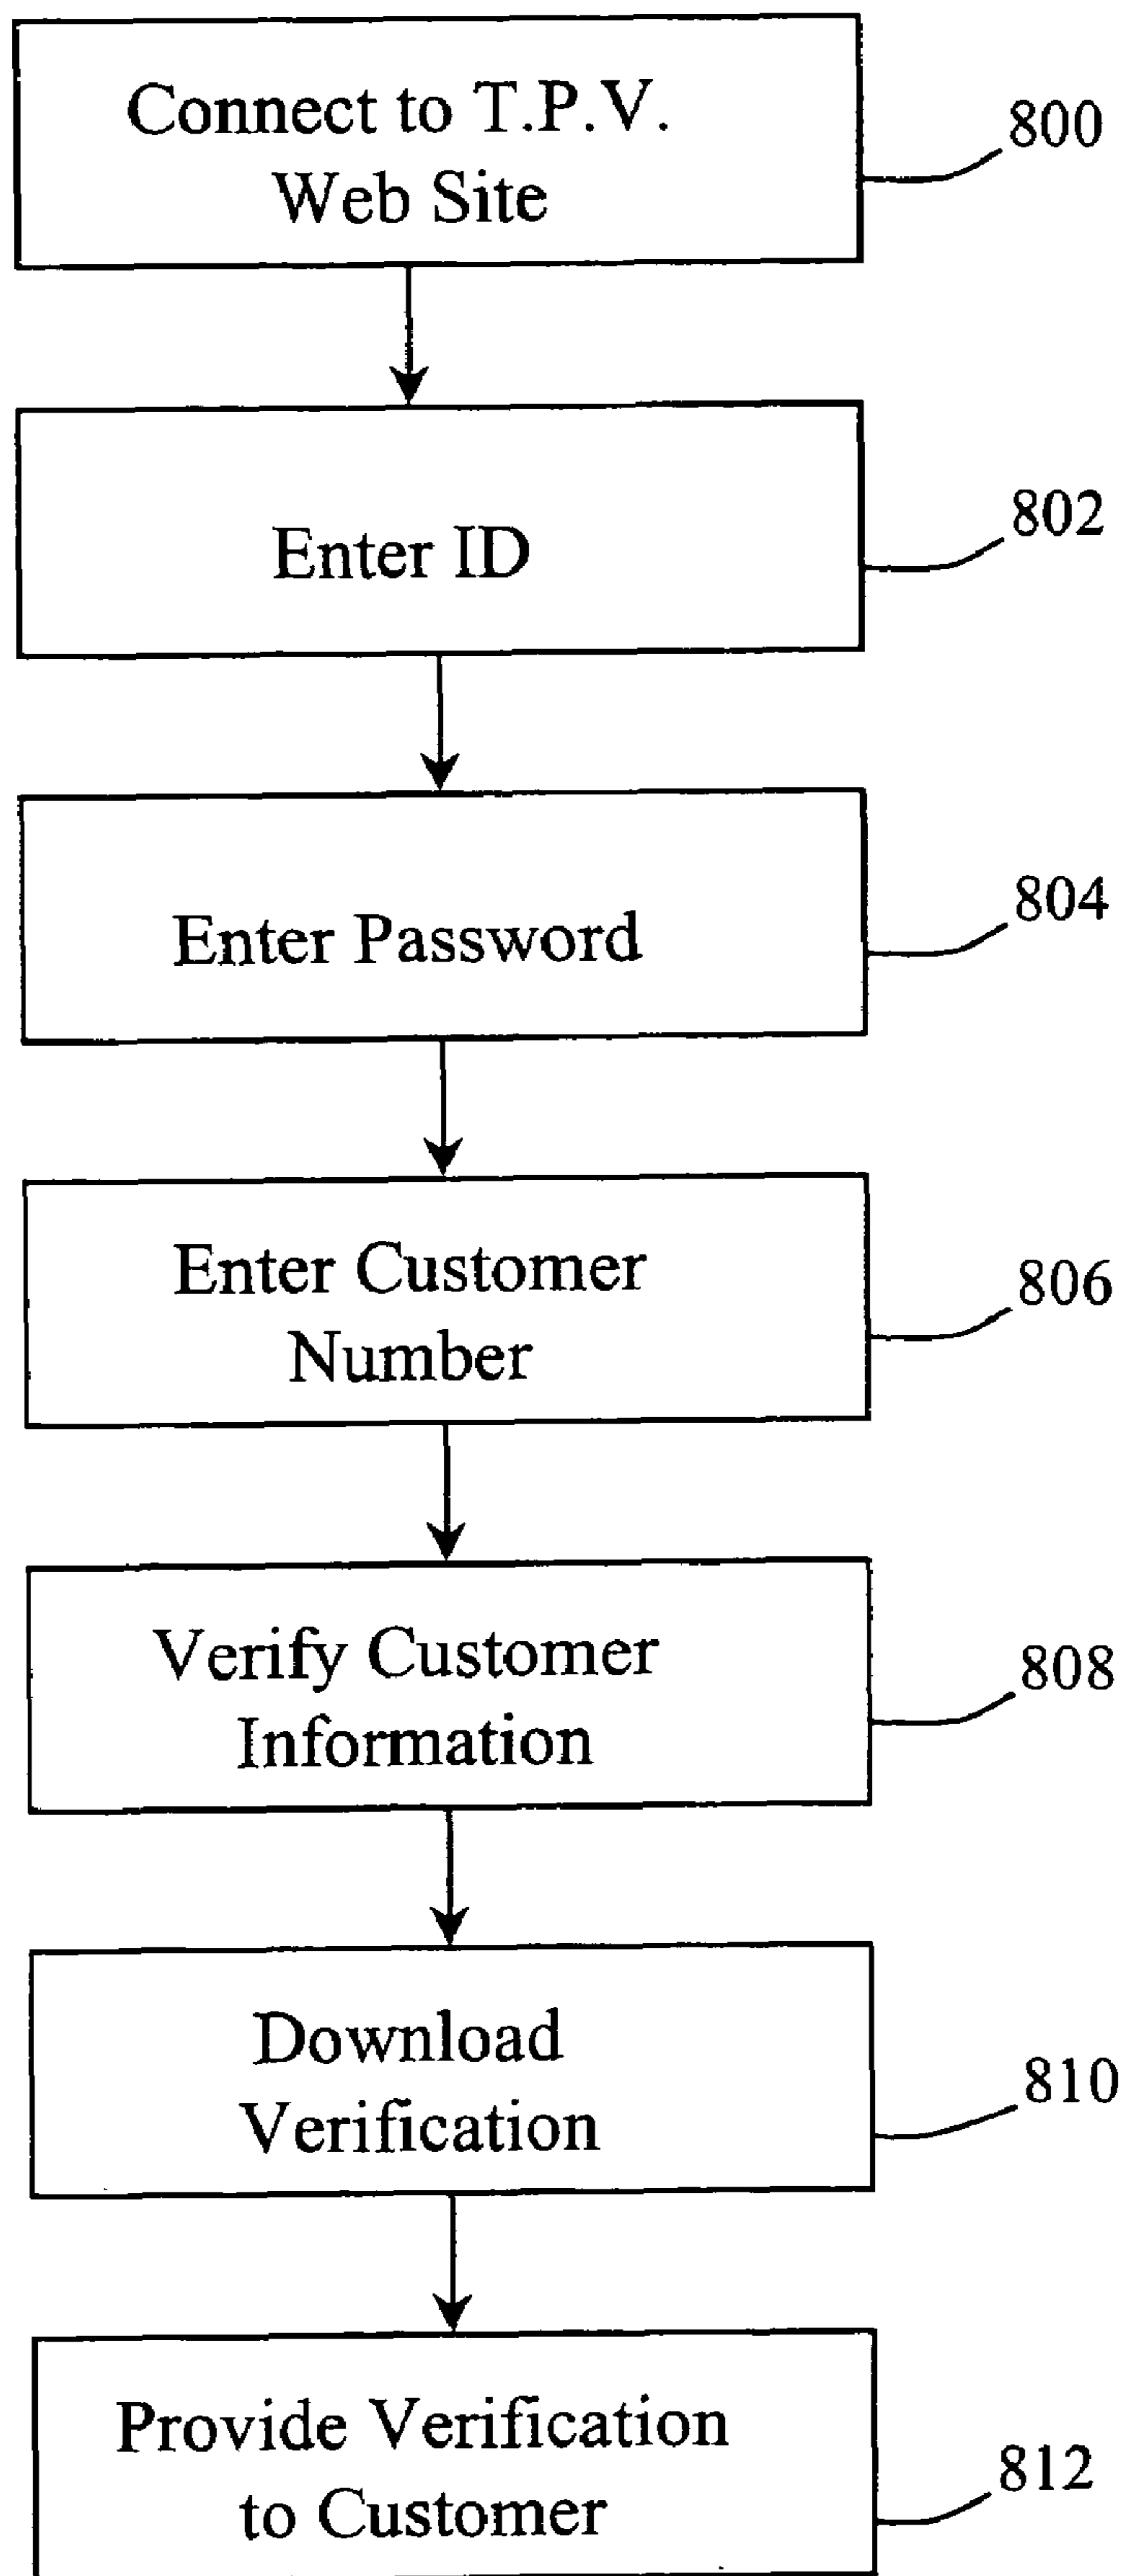 Connect to T.P.V.
Web Site
800
Enter ID
802
Enter Password
804
Enter Customer
Number
806
Verify Customer
Information
808
Download
Verification
810
Provide Verification
to Customer
812